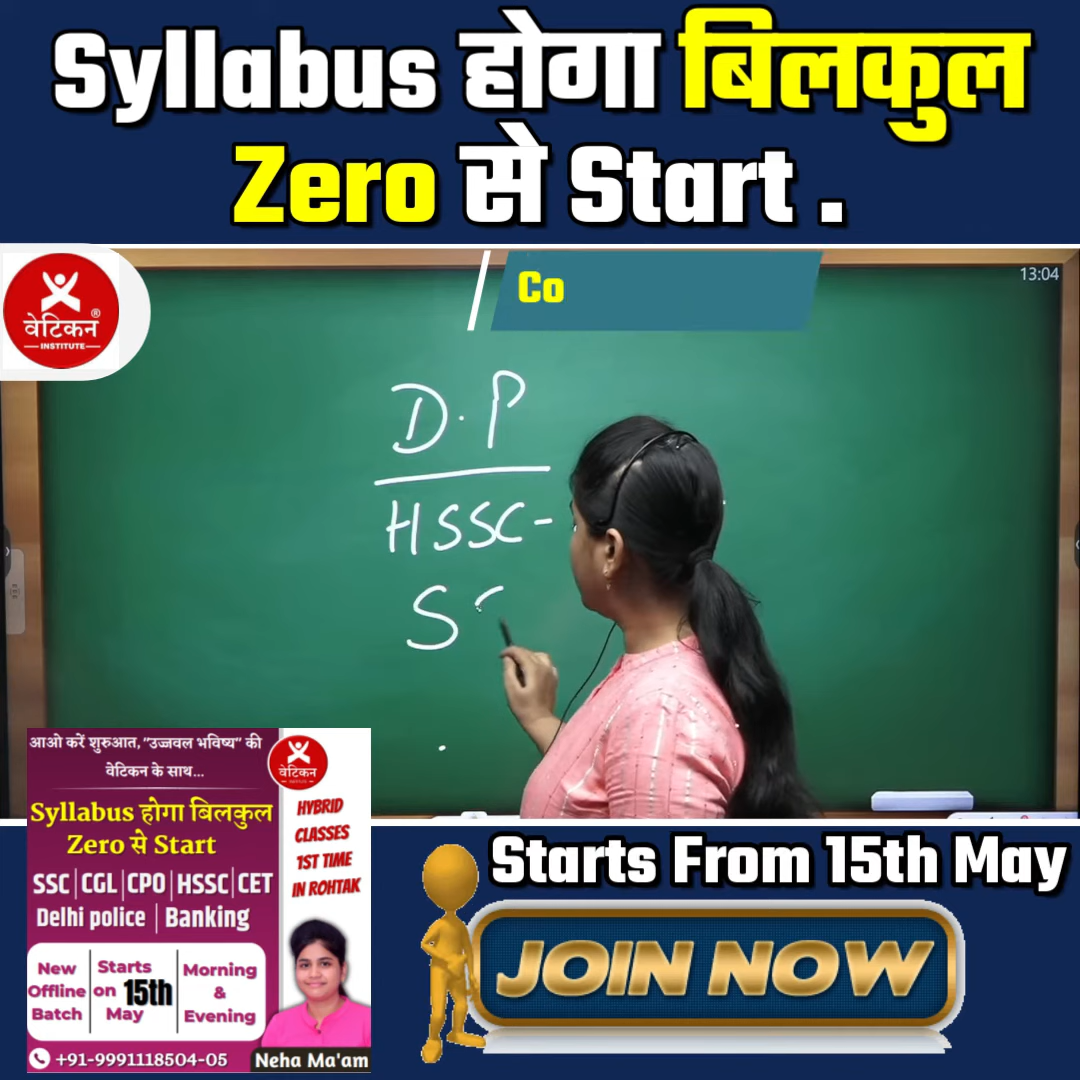 Syllabus होगा बिलकुल
Zero से Start .
वेटिकन ®
INSTITUTE
Co
13:04
D.P
HSSC-
S
आओ करें शुरुआत, "उज्जवल भविष्य" की
वेटिकन के साथ...
वेटिकन
Syllabus होगा बिलकुल
Zero से Start
SSC | CGL | CPO | HSSC | CET
Delhi police | Banking
HYBRID
CLASSES
1ST TIME
IN ROHTAK
New
Offline
Batch
Starts
on 15th
May
Morning
&
Evening
+91-9991118504-05
Neha Ma'am
Starts From 15th May
JOIN NOW